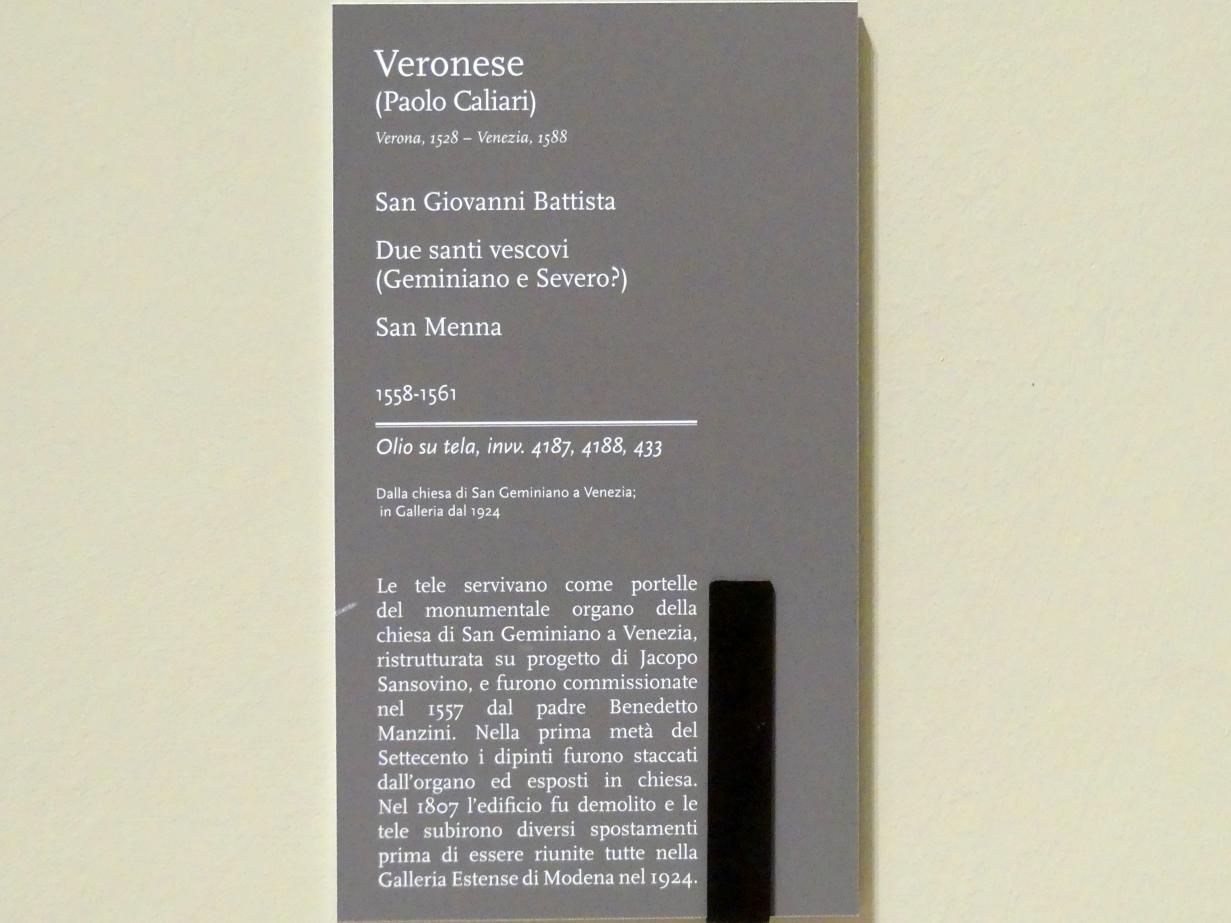 Veronese
(Paolo Caliari)
Verona, 1528 – Venezia, 1588
San Giovanni Battista
Due santi vescovi
(Geminiano e Severo?)
San Menna
1558-1561
Olio su tela, invv. 4187, 4188, 433
Dalla chiesa di San Geminiano a Venezia;
in Galleria dal 1924
Le tele servivano come portelle
del monumentale organo della
chiesa di San Geminiano a Venezia,
ristrutturata su progetto di Jacopo
Sansovino, e furono commissionate
nel 1557 dal padre Benedetto
Manzini. Nella prima metà del
Settecento i dipinti furono staccati
dall'organo ed esposti in chiesa.
Nel 1807 l'edificio fu demolito e le
tele subirono diversi spostamenti
prima di essere riunite tutte nella
Galleria Estense di Modena nel 1924.